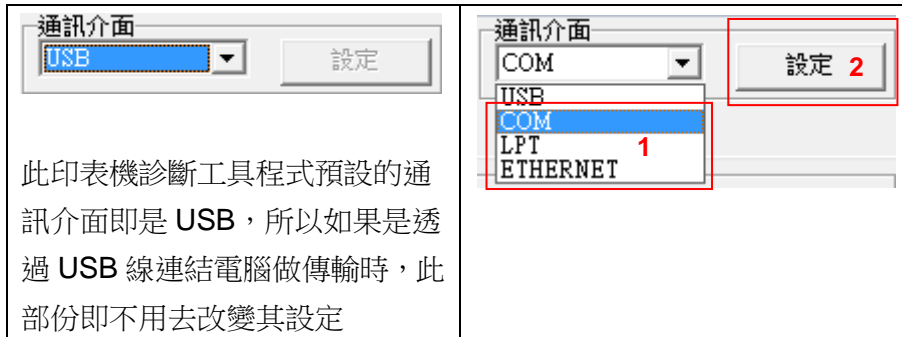 通訊介面
USB
設定
此印表機診斷工具程式預設的通
訊介面即是 USB，所以如果是透
過 USB 線連結電腦做傳輸時，此
部份即不用去改變其設定
通訊介面
COM
設定 2
USB
COM
LPT 1
ETHERNET